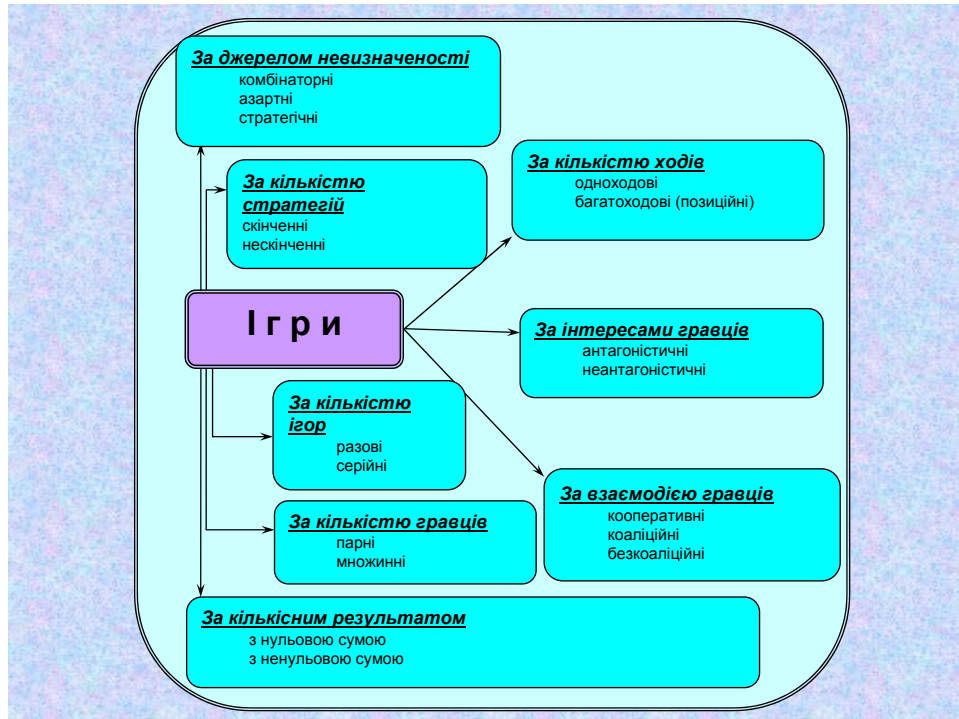 За джерелом невизначеності
комбінаторні
азартні
стратегічні
За кількістю
стратегій
скінченні
нескінченні
За кількістю ходів
одноходові
багатоходові (позиційні)
І г р и
За інтересами гравців
антагоністичні
неантагоністичні
За кількістю
ігор
разові
серійні
За взаємодією гравців
кооперативні
коаліційні
безкоаліційні
За кількістю гравців
парні
множинні
За кількісним результатом
з нульовою сумою
з ненульовою сумою